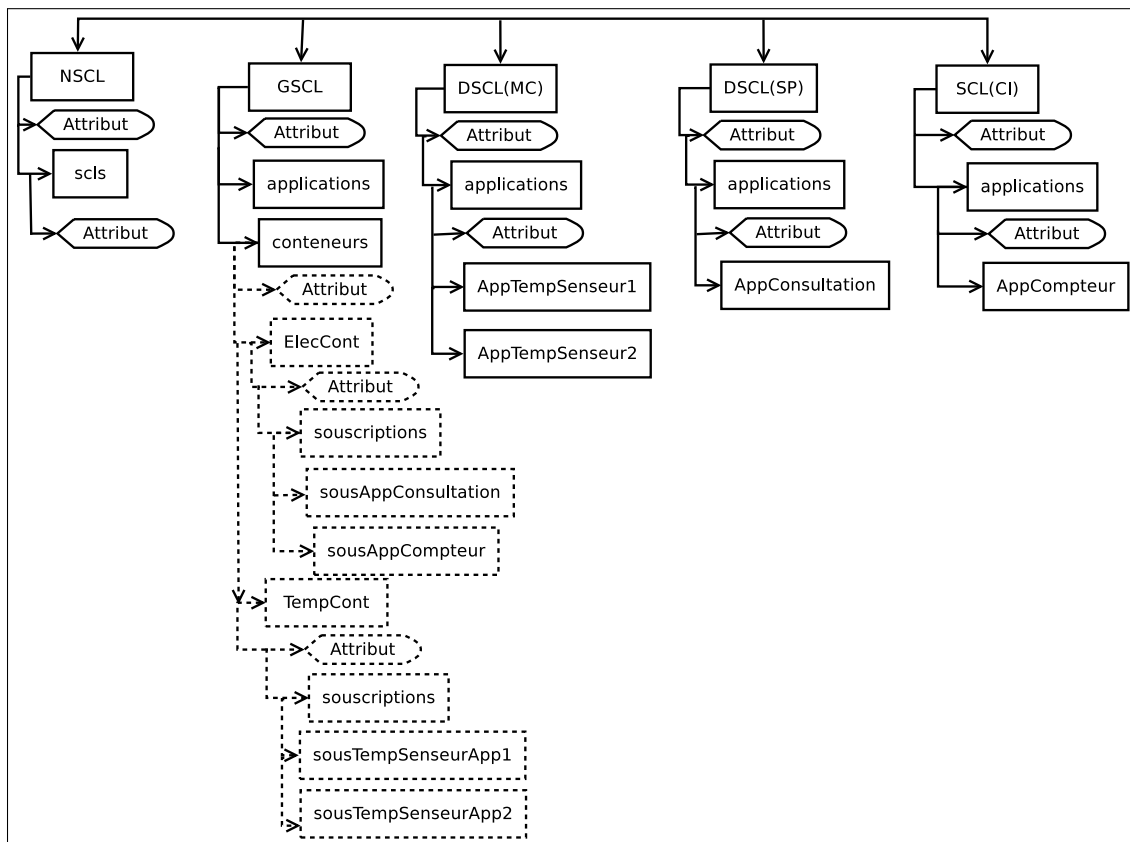 NSCL
Attribut
scls
Attribut
GSCL
Attribut
applications
conteneurs
Attribut
ElecCont
Attribut
souscriptions
sousAppConsultation
sousAppCompteur
TempCont
Attribut
souscriptions
sousTempSenseurApp1
sousTempSenseurApp2
DSCL(MC)
Attribut
applications
Attribut
AppTempSenseur1
AppTempSenseur2
DSCL(SP)
Attribut
applications
Attribut
AppConsultation
SCL(CI)
Attribut
applications
Attribut
AppCompteur